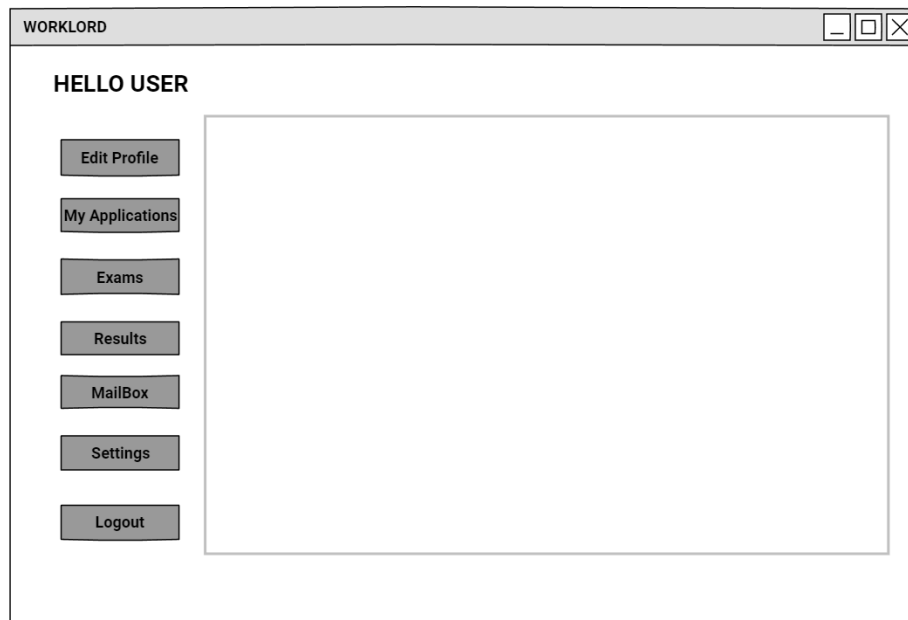 WORKLORD
HELLO USER
Edit Profile
My Applications
Exams
Results
MailBox
Settings
Logout